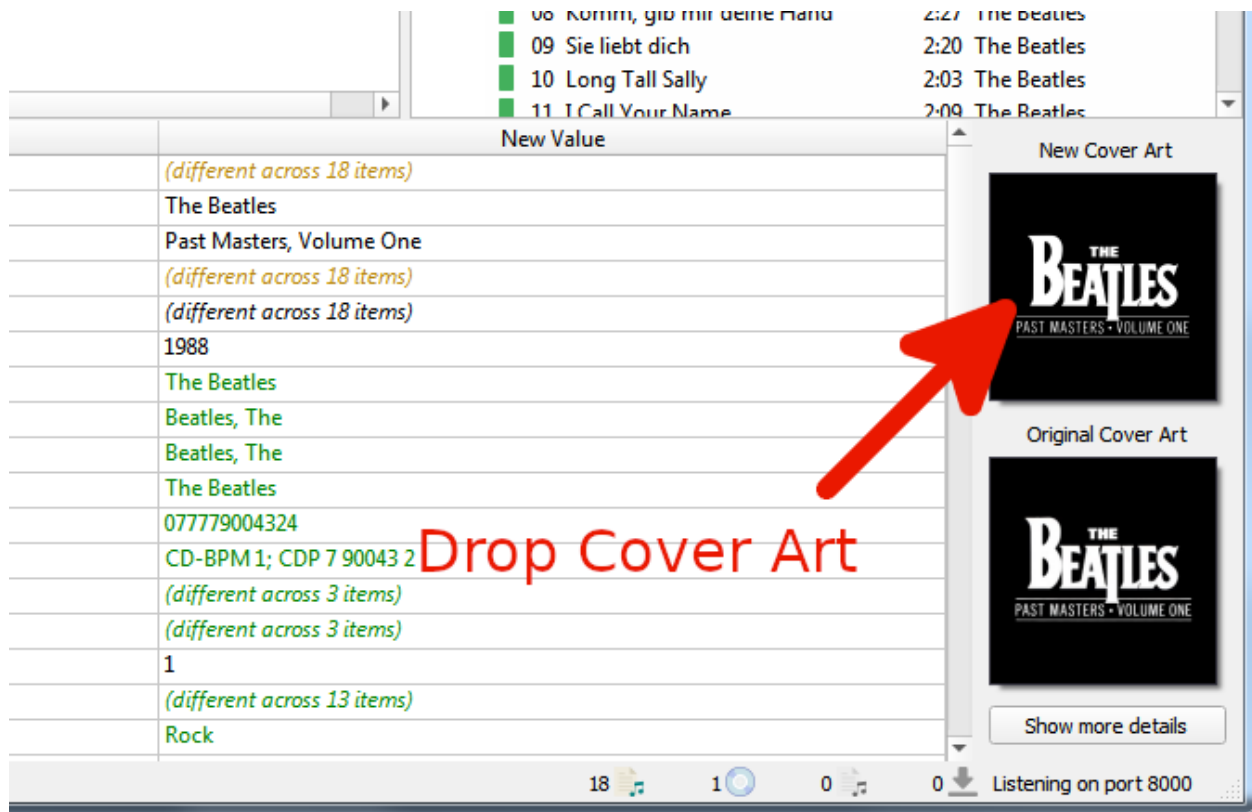 08 Komm, gib mir deine Hand 2:27 The Beatles
09 Sie liebt dich 2:20 The Beatles
10 Long Tall Sally 2:03 The Beatles
11 I Call Your Name 2:09 The Beatles
New Value
(different across 18 items)
The Beatles
Past Masters, Volume One
(different across 18 items)
(different across 18 items)
1988
The Beatles
Beatles, The
Beatles, The
The Beatles
077779004324
CD-BPM 1; CDP 7 90043 2
(different across 3 items)
(different across 3 items)
1
(different across 13 items)
Rock
Drop Cover Art
New Cover Art
THE
BEATLES
PAST MASTERS • VOLUME ONE
Original Cover Art
THE
BEATLES
PAST MASTERS • VOLUME ONE
Show more details
18 1 0 0 Listening on port 8000